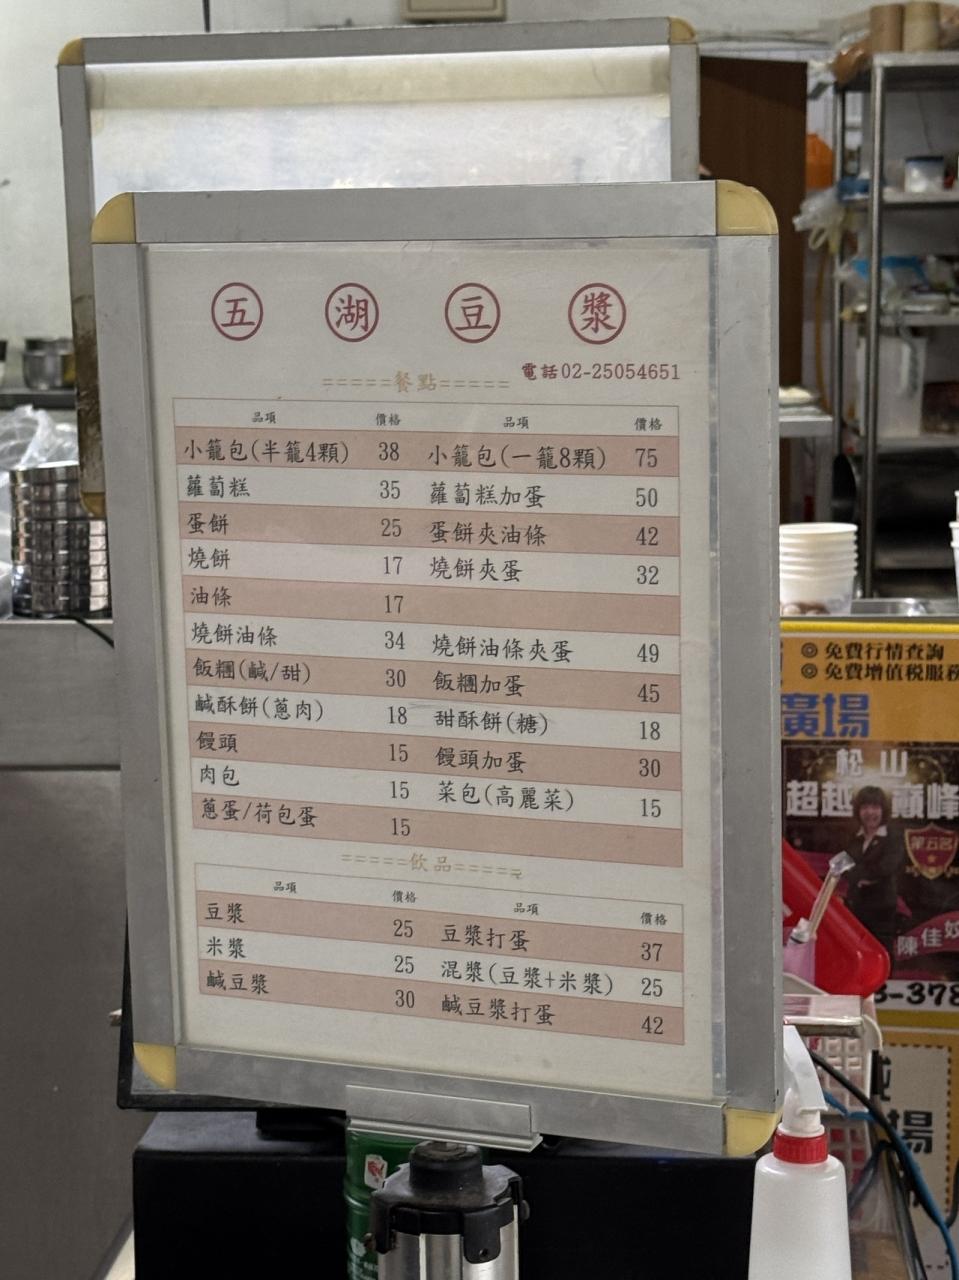 五湖豆漿
電話02-25054651
=====餐點=====
品項 價格 品項 價格
小籠包(半籠4顆) 38 小籠包(一籠8顆) 75
蘿蔔糕 35 蘿蔔糕加蛋 50
蛋餅 25 蛋餅夾油條 42
燒餅 17 燒餅夾蛋 32
油條 17
燒餅油條 34 燒餅油條夾蛋 49
飯糰(鹹/甜) 30 飯糰加蛋 45
鹹酥餅(蔥肉) 18 甜酥餅(糖) 18
饅頭 15 饅頭加蛋 30
肉包 15 菜包(高麗菜) 15
蔥蛋/荷包蛋 15
=====飲品=====
品項 價格 品項 價格
豆漿 25 豆漿打蛋 37
米漿 25 混漿(豆漿+米漿) 25
鹹豆漿 30 鹹豆漿打蛋 42
◎免費行情查詢
◎免費增值稅服務
廣場
松山
超越巔峰
第五名
陳佳
3-378
場